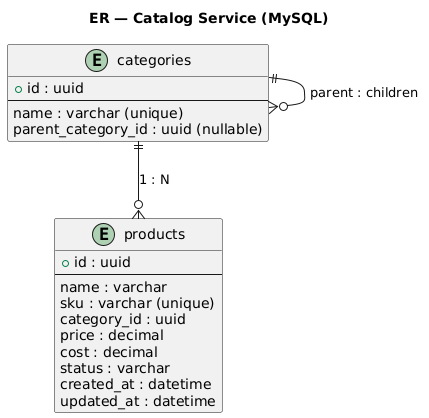 ER — Catalog Service (MySQL)
E categories
id : uuid
name : varchar (unique)
parent_category_id : uuid (nullable)
parent : children
1 : N
E products
id : uuid
name : varchar
sku : varchar (unique)
category_id : uuid
price : decimal
cost : decimal
status : varchar
created_at : datetime
updated_at : datetime